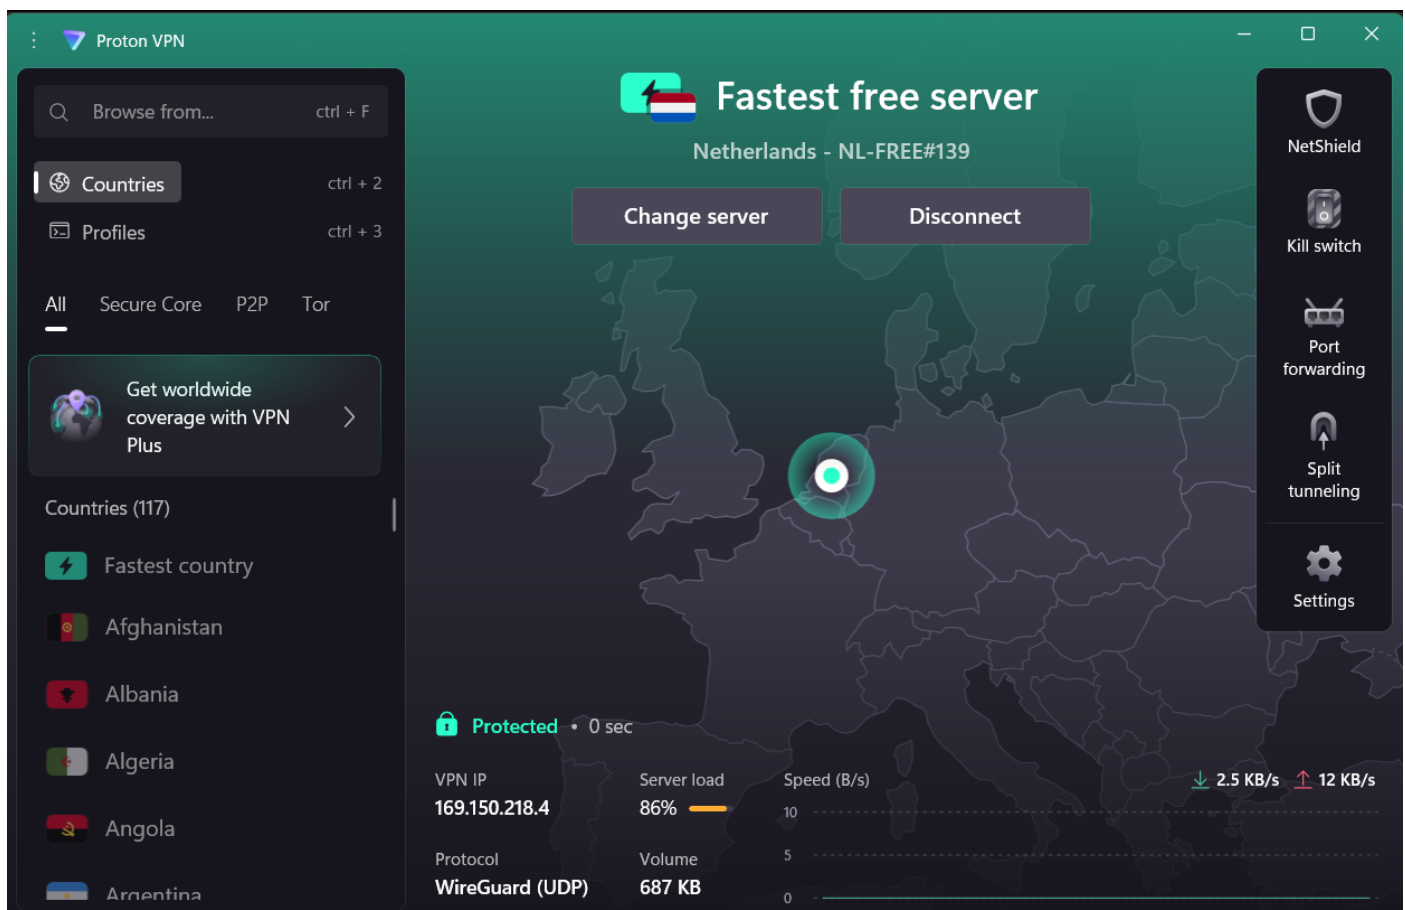 Proton VPN
Browse from... ctrl + F
Countries ctrl + 2
Profiles ctrl + 3
All Secure Core P2P Tor
Get worldwide
coverage with VPN
Plus
Countries (117)
Fastest country
Afghanistan
Albania
Algeria
Angola
Argentina
Fastest free server
Netherlands - NL-FREE#139
Change server Disconnect
Protected • 0 sec
VPN IP
169.150.218.4
Server load
86%
Protocol
WireGuard (UDP)
Volume
687 KB
Speed (B/s)
2.5 KB/s 12 KB/s
10
5
0
NetShield
Kill switch
Port
forwarding
Split
tunneling
Settings